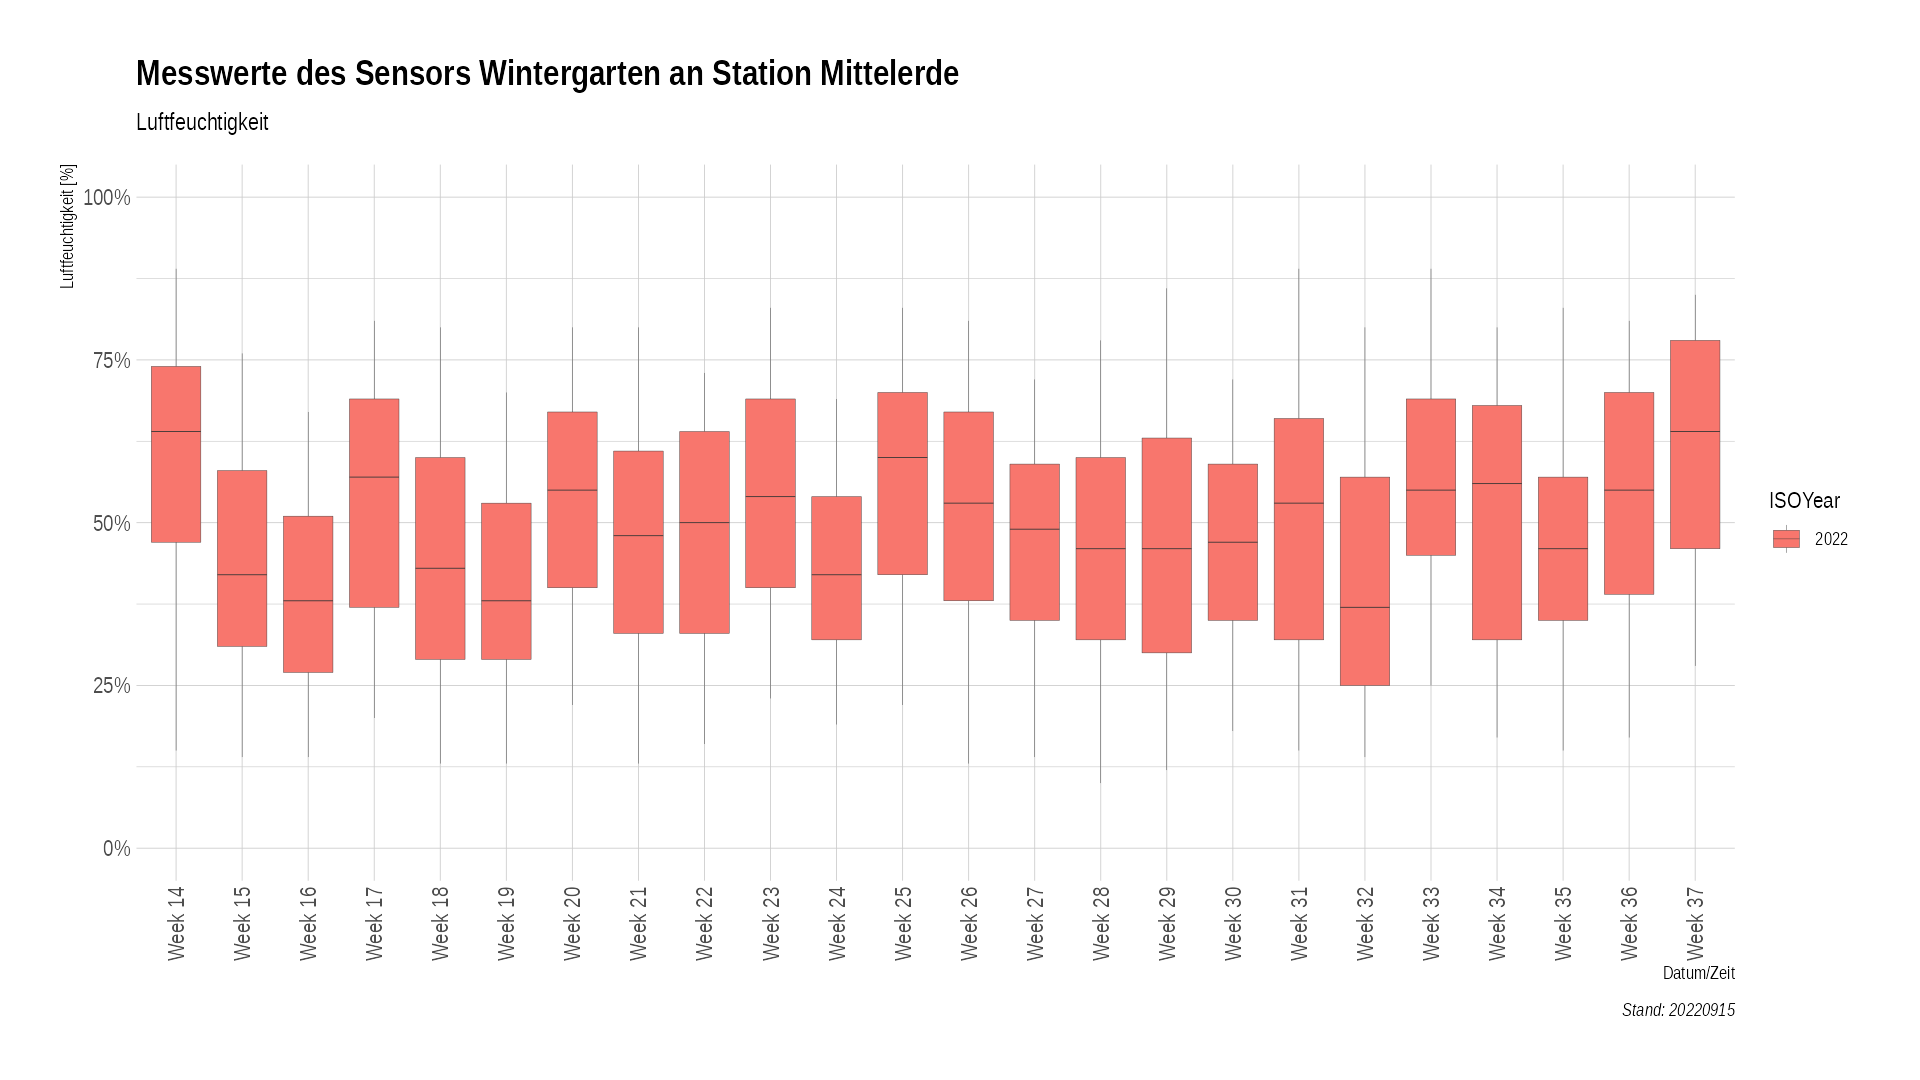 Messwerte des Sensors Wintergarten an Station Mittelerde
Luftfeuchtigkeit
Luftfeuchtigkeit [%]
100%
75%
50%
25%
0%
Week 14
Week 15
Week 16
Week 17
Week 18
Week 19
Week 20
Week 21
Week 22
Week 23
Week 24
Week 25
Week 26
Week 27
Week 28
Week 29
Week 30
Week 31
Week 32
Week 33
Week 34
Week 35
Week 36
Week 37
Datum/Zeit
ISOYear
2022
Stand: 20220915